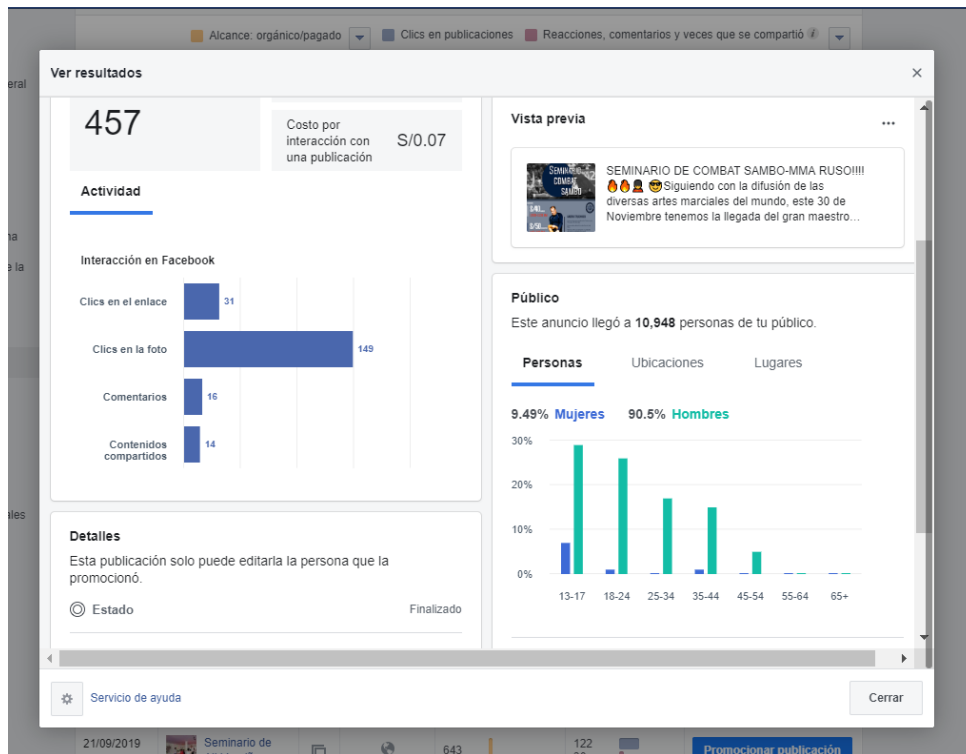 Alcance: orgánico/pagado Clics en publicaciones Reacciones, comentarios y veces que se compartió
eral
Ver resultados
457
Costo por
interacción con
una publicación
S/0.07
Actividad
Interacción en Facebook
Clics en el enlace 31
Clics en la foto 149
Comentarios 16
Contenidos
compartidos
14
Detalles
Esta publicación solo puede editarla la persona que la
promocionó.
Estado Finalizado
Vista previa
SEMINARIO DE COMBAT SAMBO-MMA RUSO!!!!
🔥🔥 😎Siguiendo con la difusión de las
diversas artes marciales del mundo, este 30 de
Noviembre tenemos la llegada del gran maestro...
SEMINARIO
COMBAT
SAMBO
Público
Este anuncio llegó a 10,948 personas de tu público.
Personas Ubicaciones Lugares
9.49% Mujeres 90.5% Hombres
30%
20%
10%
0%
13-17 18-24 25-34 35-44 45-54 55-64 65+
e la
ales
Servicio de ayuda
Cerrar
21/09/2019 Seminario de 643 122 Promocionar publicación